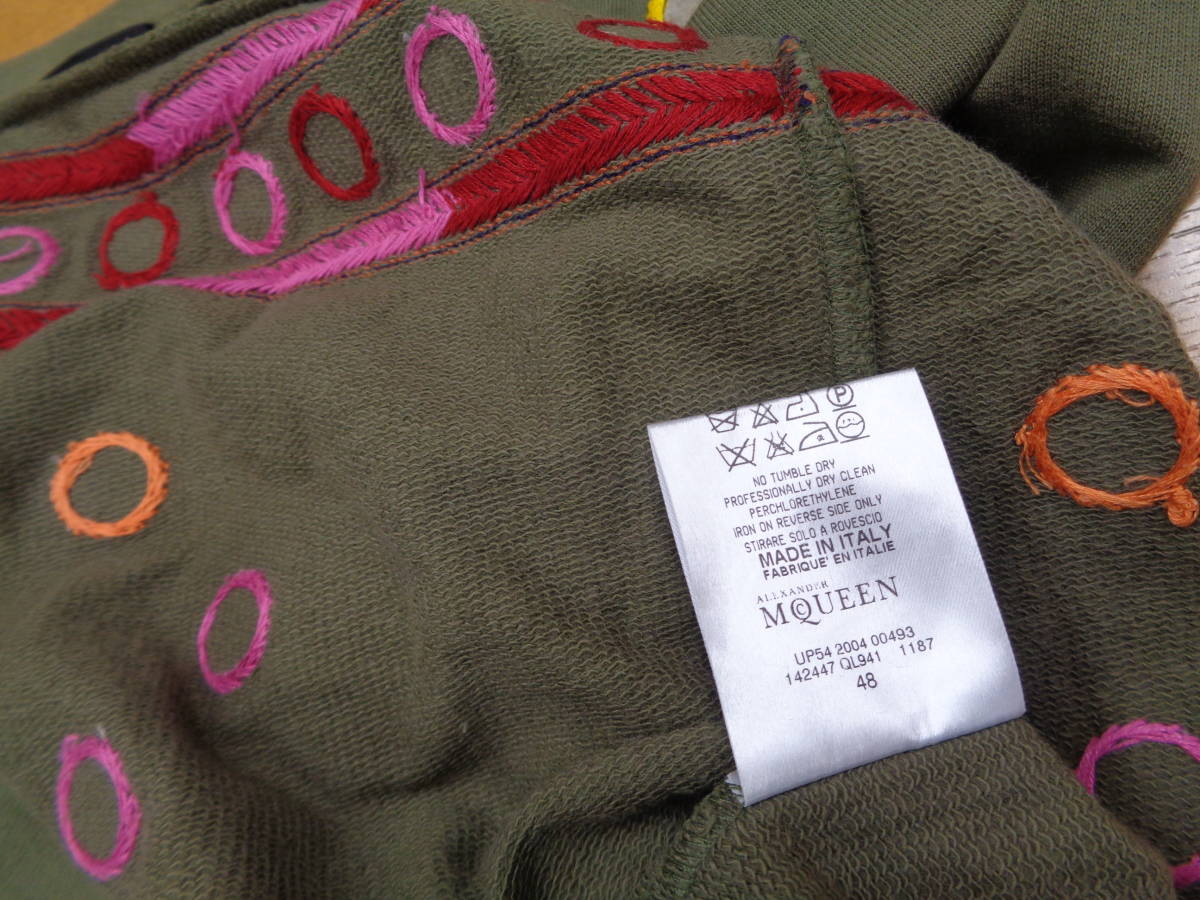 P
NO TUMBLE DRY
PROFESSIONALLY DRY CLEAN
PERCHLORETHYLENE
IRON ON REVERSE SIDE ONLY
STIRARE SOLO A ROVESCIO
MADE IN ITALY
FABRIQUE' EN ITALIE
ALEXANDER
MCQUEEN
UP54 2004 00493
142447 QL941 1187
48